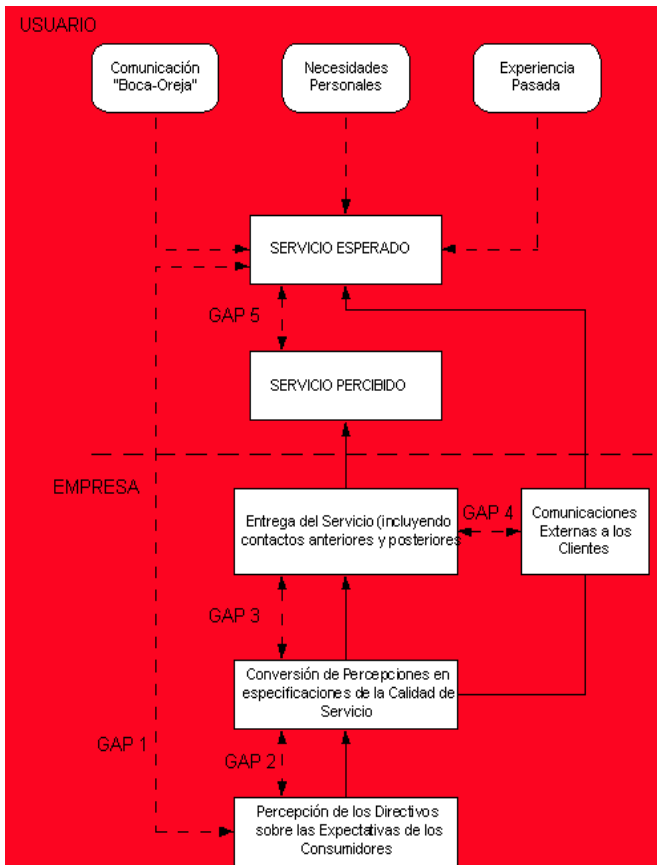 USUARIO
Comunicación
"Boca-Oreja"
Necesidades
Personales
Experiencia
Pasada
SERVICIO ESPERADO
GAP 5
SERVICIO PERCIBIDO
EMPRESA
Entrega del Servicio (incluyendo
contactos anteriores y posteriores
GAP 4
Comunicaciones
Externas a los
Clientes
GAP 3
Conversión de Percepciones en
especificaciones de la Calidad de
Servicio
GAP 1
GAP 2
Percepción de los Directivos
sobre las Expectativas de los
Consumidores